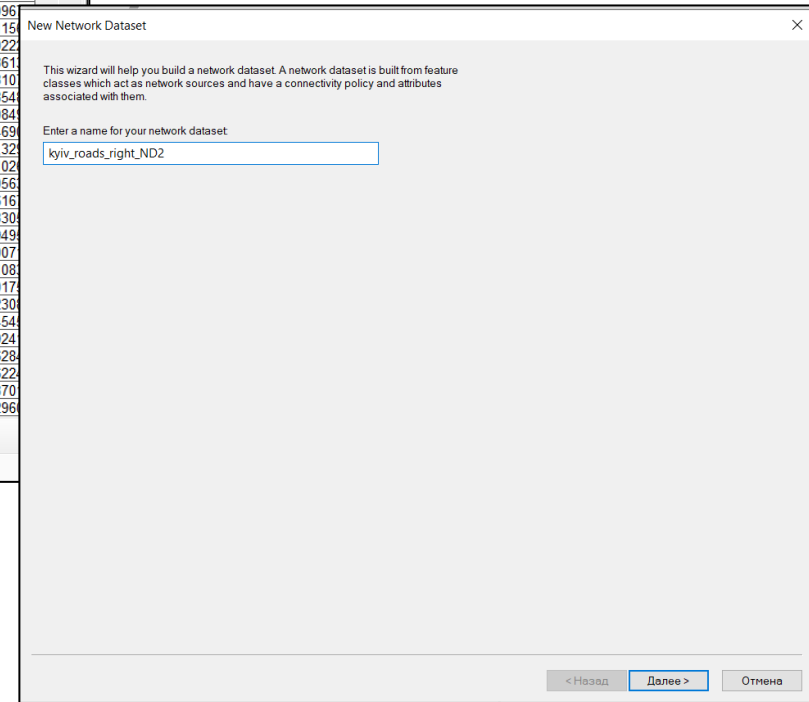 New Network Dataset
This wizard will help you build a network dataset. A network dataset is built from feature
classes which act as network sources and have a connectivity policy and attributes
associated with them.
Enter a name for your network dataset:
kyiv_roads_right_ND2
< Назад
Далее >
Отмена